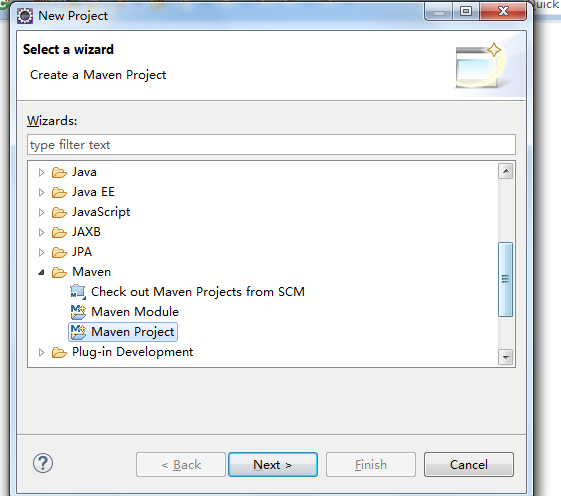 New Project
Quick
Select a wizard
Create a Maven Project
Wizards:
type filter text
Java
Java EE
JavaScript
JAXB
JPA
Maven
Check out Maven Projects from SCM
Maven Module
Maven Project
Plug-in Development
< Back
Next >
Finish
Cancel